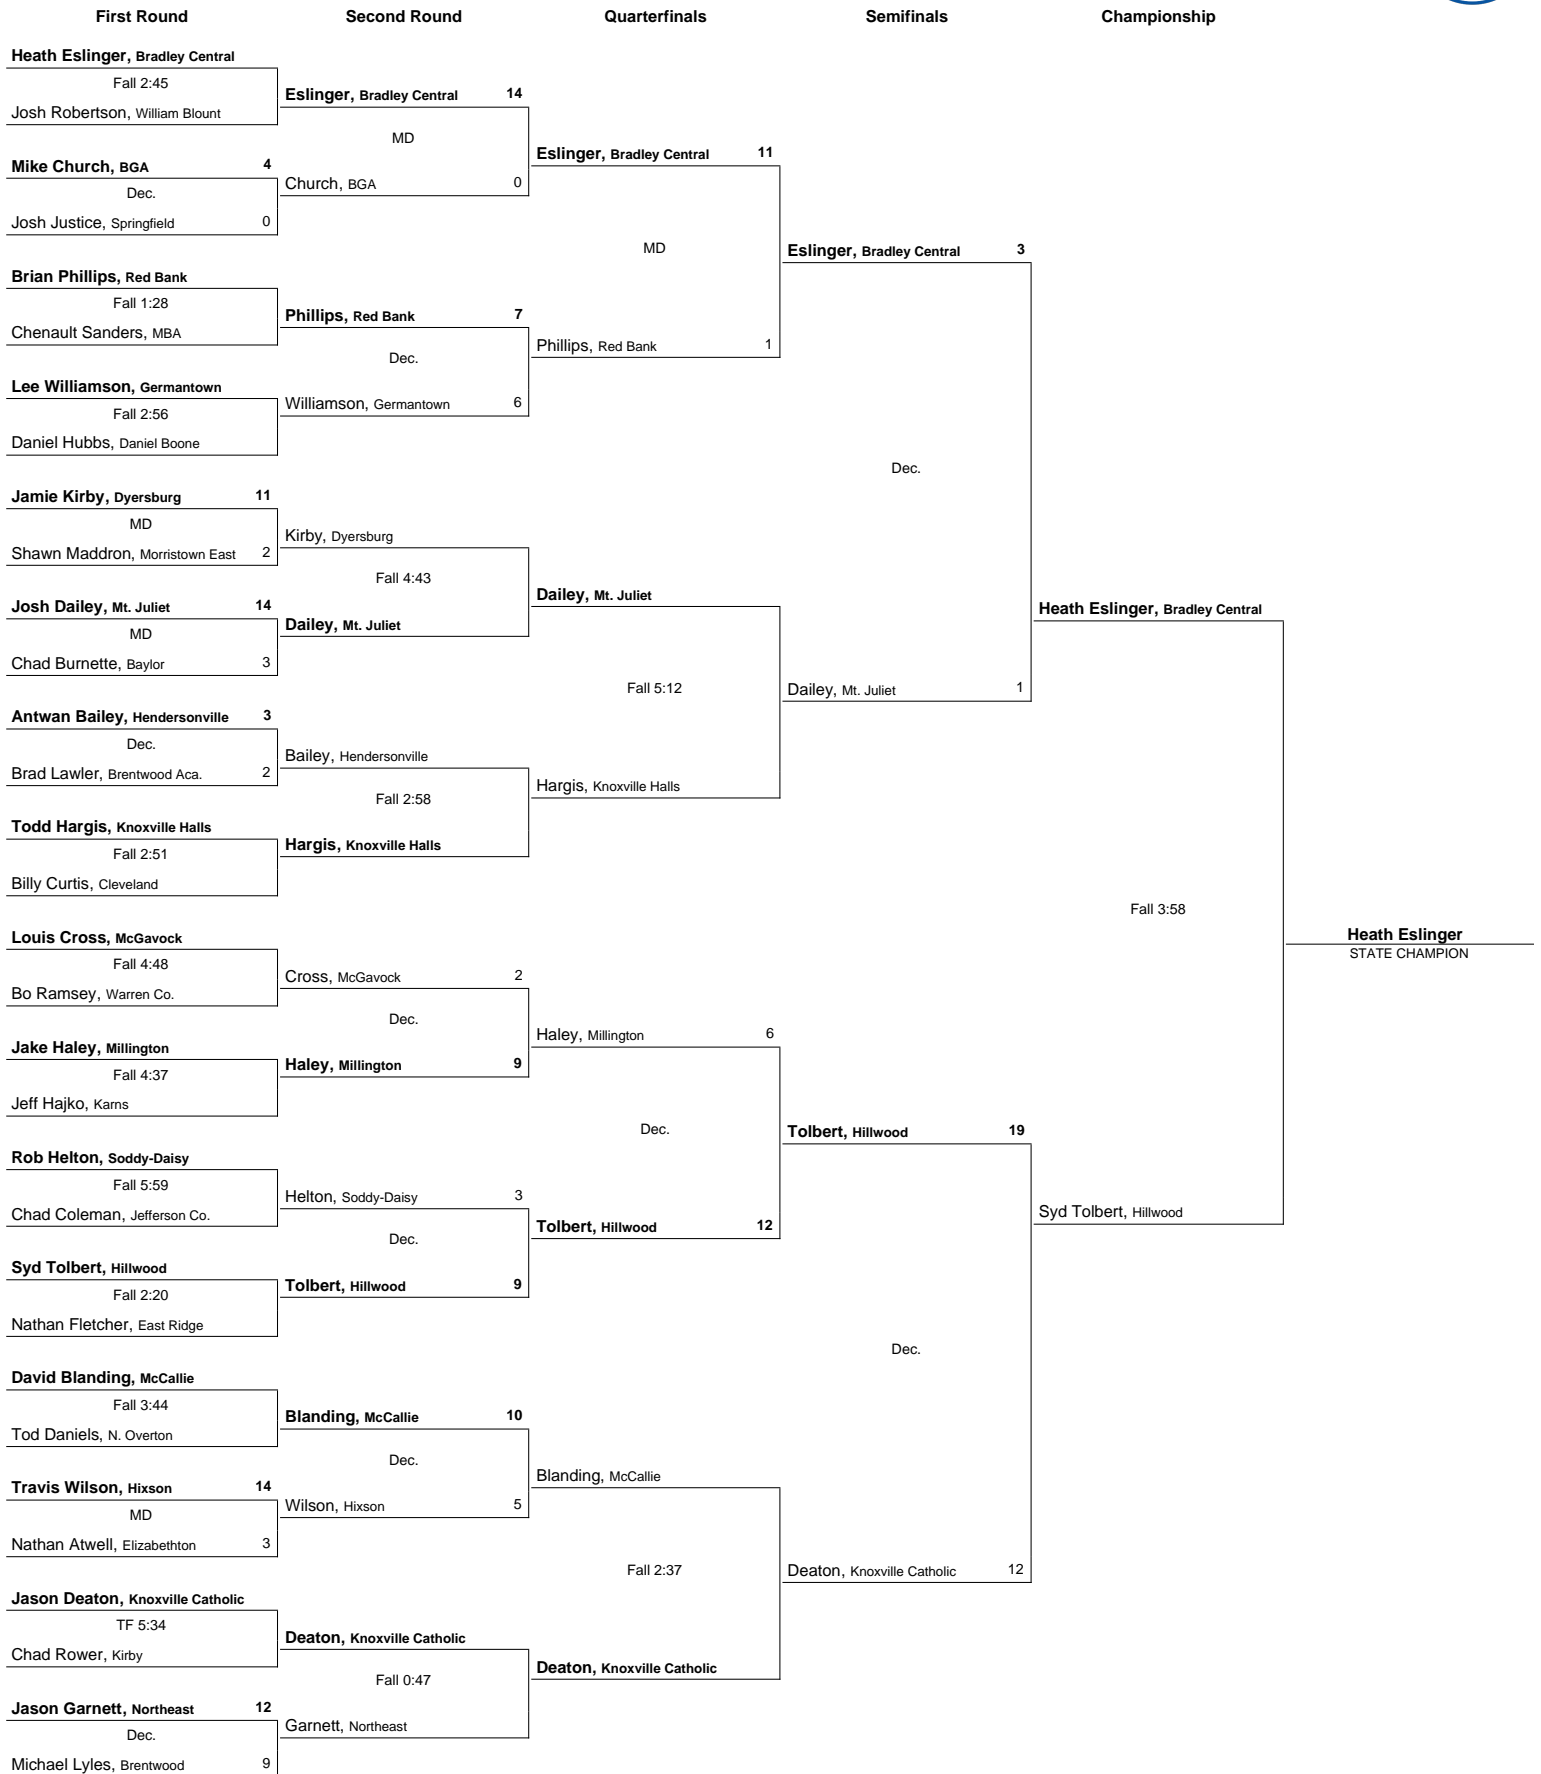 First Round
Second Round
Quarterfinals
Semifinals
Championship
Heath Eslinger, Bradley Central
Fall 2:45
Josh Robertson, William Blount
Mike Church, BGA 4
Dec.
Josh Justice, Springfield 0
Brian Phillips, Red Bank
Fall 1:28
Chenault Sanders, MBA
Lee Williamson, Germantown
Fall 2:56
Daniel Hubbs, Daniel Boone
Jamie Kirby, Dyersburg 11
MD
Shawn Maddron, Morristown East 2
Josh Dailey, Mt. Juliet 14
MD
Chad Burnette, Baylor 3
Antwan Bailey, Hendersonville 3
Dec.
Brad Lawler, Brentwood Aca. 2
Todd Hargis, Knoxville Halls
Fall 2:51
Billy Curtis, Cleveland
Louis Cross, McGavock
Fall 4:48
Bo Ramsey, Warren Co.
Jake Haley, Millington
Fall 4:37
Jeff Hajko, Karns
Rob Helton, Soddy-Daisy
Fall 5:59
Chad Coleman, Jefferson Co.
Syd Tolbert, Hillwood
Fall 2:20
Nathan Fletcher, East Ridge
David Blanding, McCallie
Fall 3:44
Tod Daniels, N. Overton
Travis Wilson, Hixson 14
MD
Nathan Atwell, Elizabethton 3
Jason Deaton, Knoxville Catholic
TF 5:34
Chad Rower, Kirby
Jason Garnett, Northeast 12
Dec.
Michael Lyles, Brentwood 9
Eslinger, Bradley Central 14
MD
Church, BGA 0
Phillips, Red Bank 7
Dec.
Williamson, Germantown 6
Kirby, Dyersburg
Fall 4:43
Dailey, Mt. Juliet
Bailey, Hendersonville
Fall 2:58
Hargis, Knoxville Halls
Cross, McGavock 2
Dec.
Haley, Millington 9
Helton, Soddy-Daisy 3
Dec.
Tolbert, Hillwood 9
Blanding, McCallie 10
Dec.
Wilson, Hixson 5
Deaton, Knoxville Catholic
Fall 0:47
Garnett, Northeast
Eslinger, Bradley Central 11
MD
Phillips, Red Bank 1
Dailey, Mt. Juliet
Fall 5:12
Hargis, Knoxville Halls
Haley, Millington 6
Dec.
Tolbert, Hillwood 12
Blanding, McCallie
Fall 2:37
Deaton, Knoxville Catholic
Eslinger, Bradley Central 3
Dec.
Dailey, Mt. Juliet 1
Tolbert, Hillwood 19
Dec.
Deaton, Knoxville Catholic 12
Heath Eslinger, Bradley Central
Fall 3:58
Syd Tolbert, Hillwood
Heath Eslinger
STATE CHAMPION